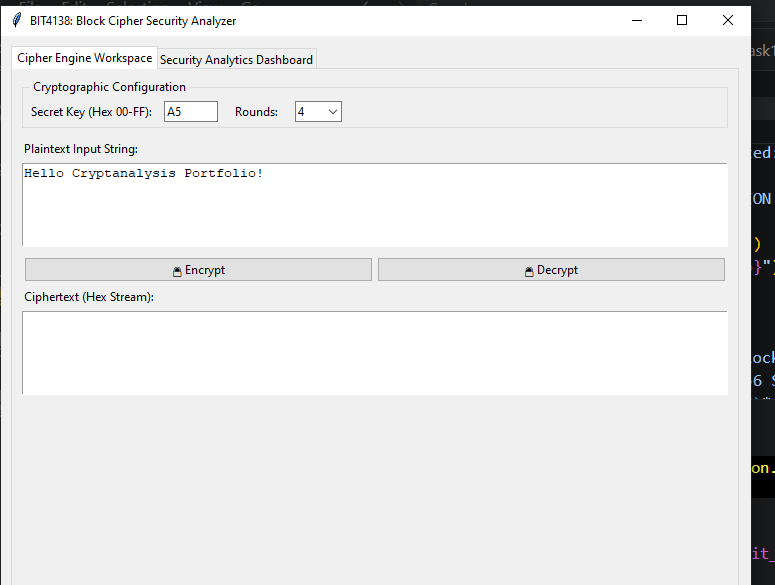 BIT4138: Block Cipher Security Analyzer
Cipher Engine Workspace Security Analytics Dashboard
Cryptographic Configuration
Secret Key (Hex 00-FF): A5 Rounds: 4
Plaintext Input String:
Hello Cryptanalysis Portfolio!
Encrypt Decrypt
Ciphertext (Hex Stream):